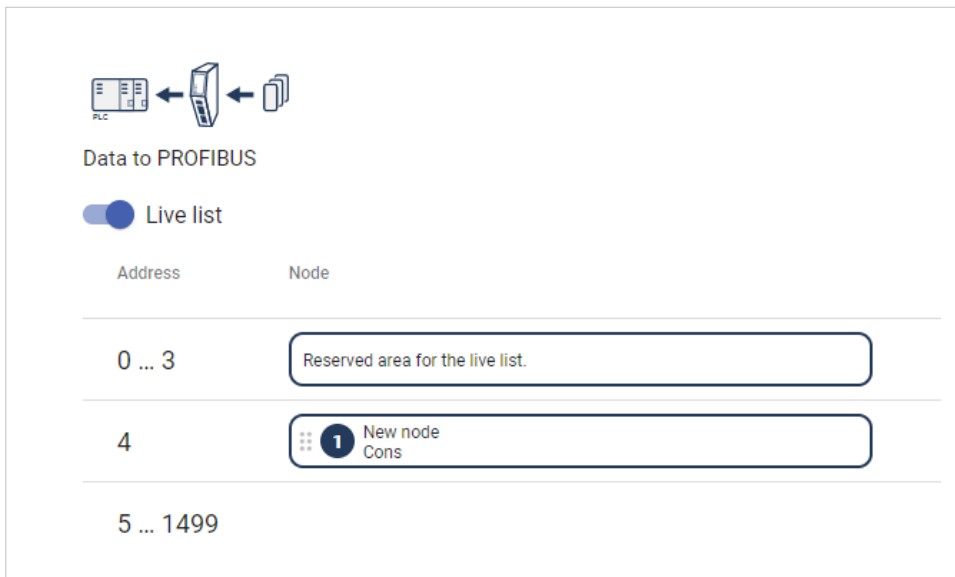 PLC
Data to PROFIBUS
Live list
Address Node
0 ... 3 Reserved area for the live list.
4 1 New node
Cons
5 ... 1499